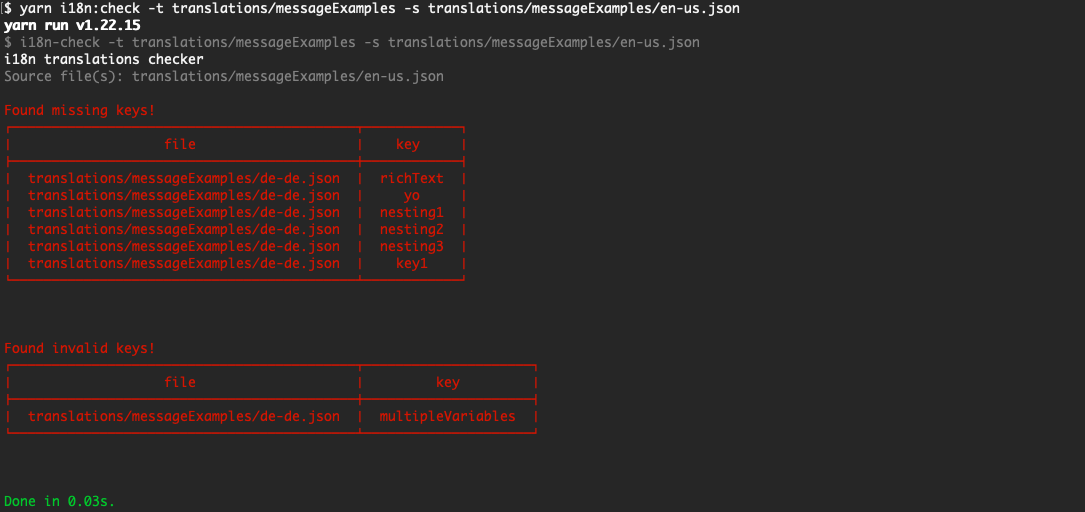 $ yarn i18n:check -t translations/messageExamples -s translations/messageExamples/en-us.json
yarn run v1.22.15
$ i18n-check -t translations/messageExamples -s translations/messageExamples/en-us.json
i18n translations checker
Source file(s): translations/messageExamples/en-us.json
Found missing keys!
file key
translations/messageExamples/de-de.json richText
translations/messageExamples/de-de.json yo
translations/messageExamples/de-de.json nesting1
translations/messageExamples/de-de.json nesting2
translations/messageExamples/de-de.json nesting3
translations/messageExamples/de-de.json key1
Found invalid keys!
file key
translations/messageExamples/de-de.json multipleVariables
Done in 0.03s.